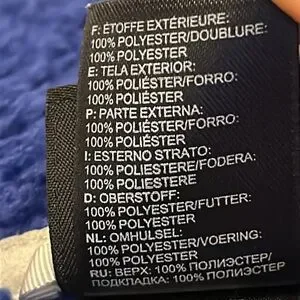 F: ÉTOFFE EXTÉRIEURE:
100% POLYESTER/DOUBLURE:
100% POLYESTER
E: TELA EXTERIOR:
100% POLIÉSTER/FORRO:
100% POLIÉSTER
P: PARTE EXTERNA:
100% POLIÉSTER/FORRO:
100% POLIÉSTER
I: ESTERNO STRATO:
100% POLIESTERE/FODERA:
100% POLIESTERE
D: OBERSTOFF:
100% POLYESTER/FUTTER:
100% POLYESTER
NL: OMHULSEL:
100% POLYESTER/VOERING:
100% POLYESTER
RU: ВЕРХ: 100% ПОЛИЭСТЕР/
ПОДКЛАДКА: 100% ПОЛИЭСТЕР